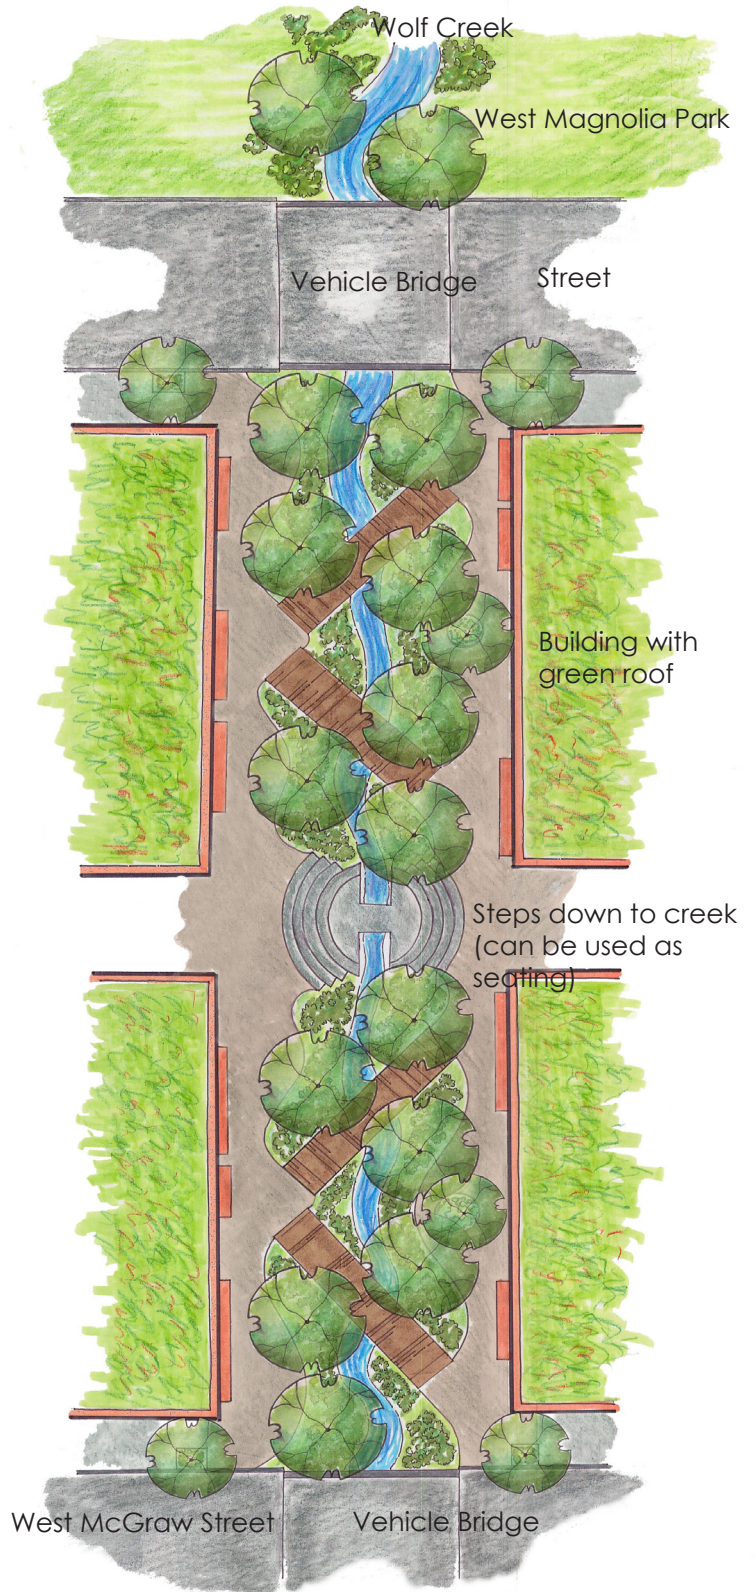 Wolf Creek
West Magnolia Park
Vehicle Bridge
Street
Building with
green roof
Steps down to creek
(can be used as
seating)
West McGraw Street
Vehicle Bridge